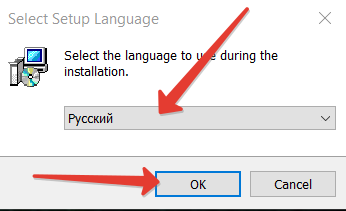 Select Setup Language
Select the language to use during the
installation.
Русский
OK
Cancel